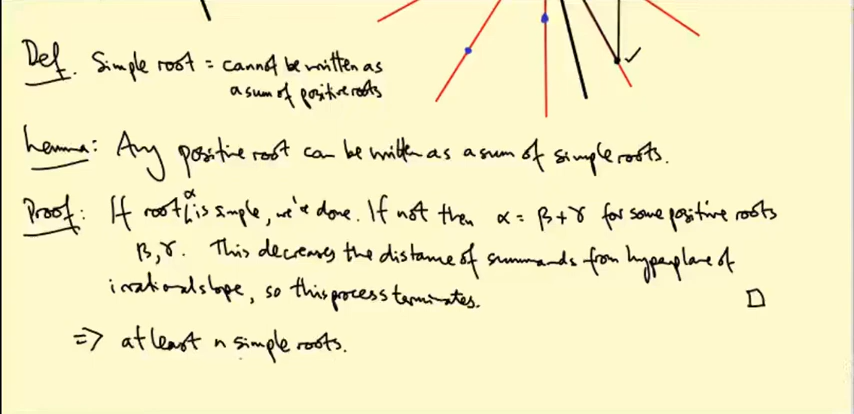 Def. Simple root = cannot be written as
a sum of positive roots
Lemma: Any positive root can be written as a sum of simple roots.
Proof: If root α is simple, we're done. If not then α = β + γ for some positive roots
β, γ. This decreases the distance of summands from hyperplane of
irrational slope, so this process terminates. □
=> at least n simple roots.